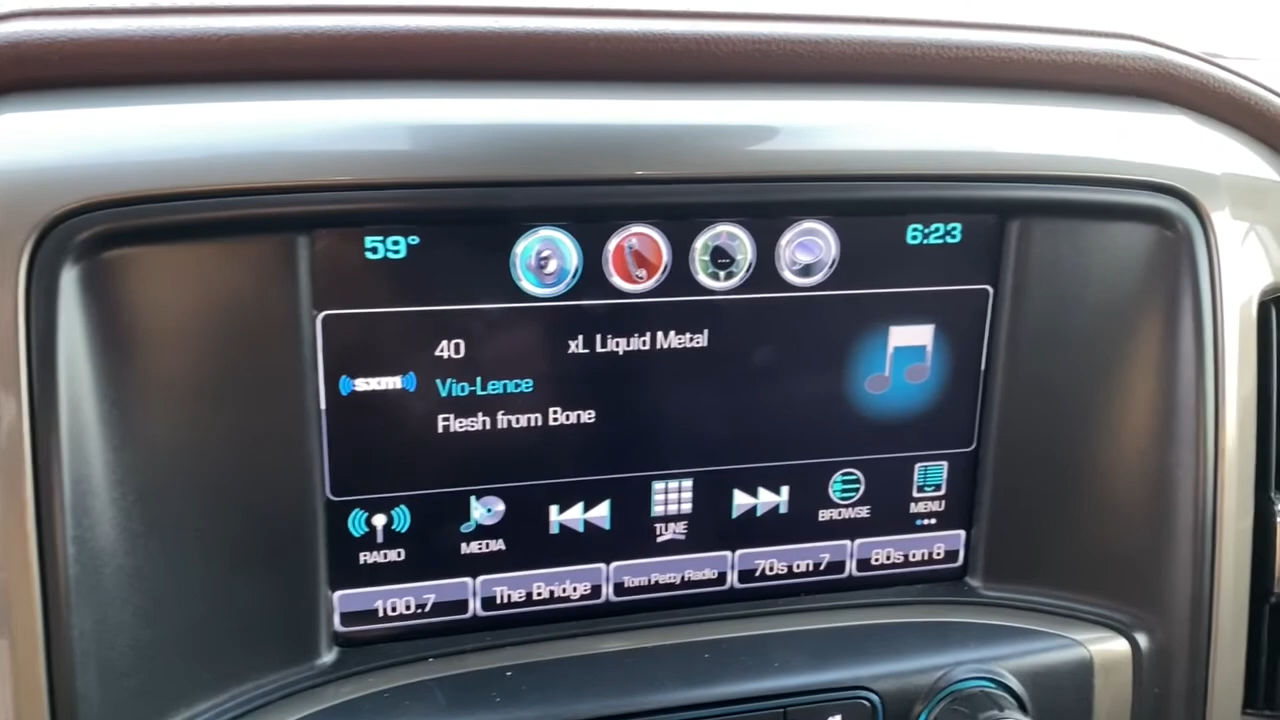 59°
6:23
40
xL Liquid Metal
sxm
Vio-Lence
Flesh from Bone
RADIO
MEDIA
TUNE
BROWSE
MENU
100.7
The Bridge
Tom Petty Radio
70s on 7
80s on 8